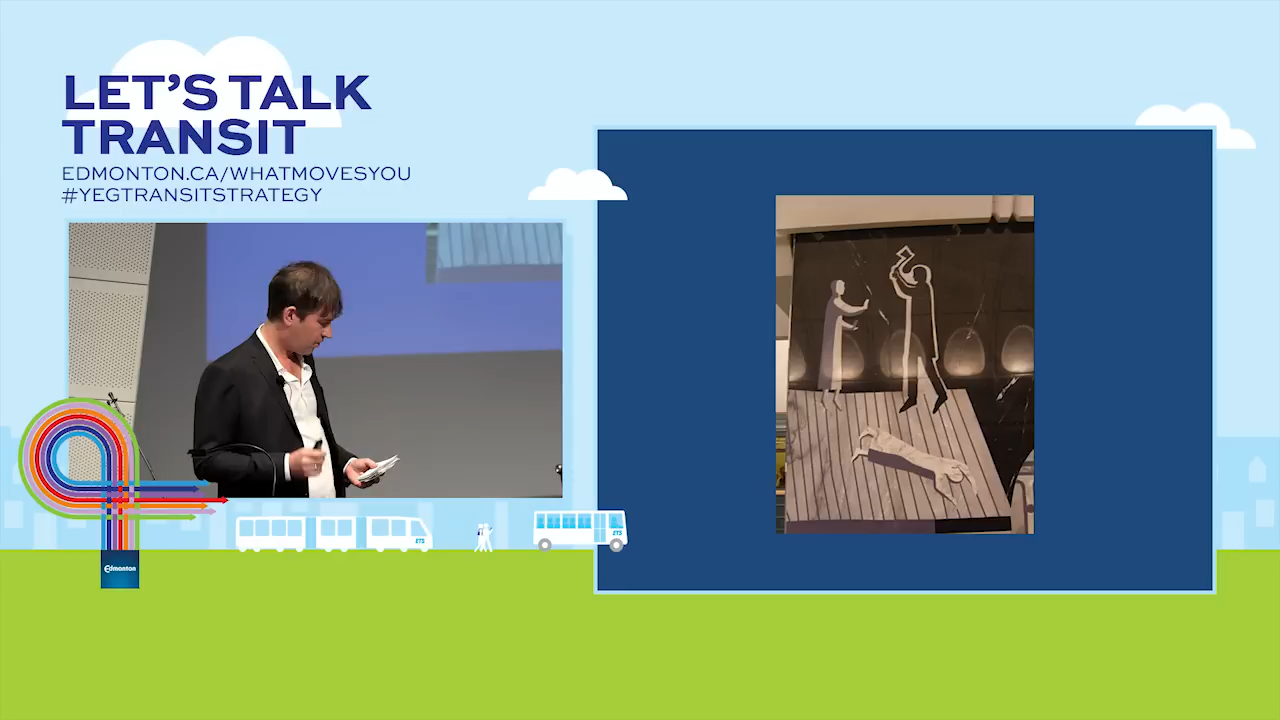 LET'S TALK
TRANSIT
EDMONTON.CA/WHATMOVESYOU
#YEGTRANSITSTRATEGY
ETS
ETS
Edmonton